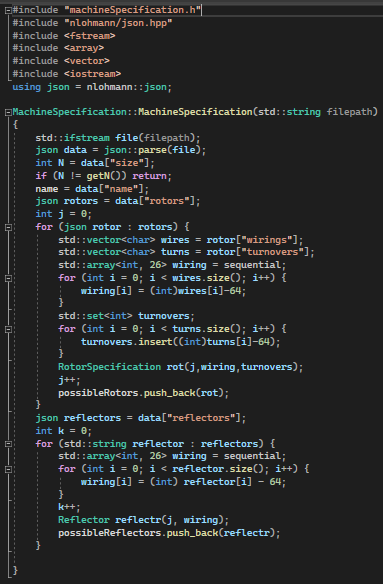 #include "machineSpecification.h"
#include "nlohmann/json.hpp"
#include <fstream>
#include <array>
#include <vector>
#include <iostream>
using json = nlohmann::json;

MachineSpecification::MachineSpecification(std::string filepath)
{
    std::ifstream file(filepath);
    json data = json::parse(file);
    int N = data["size"];
    if (N != getN()) return;
    name = data["name"];
    json rotors = data["rotors"];
    int j = 0;
    for (json rotor : rotors) {
        std::vector<char> wires = rotor["wirings"];
        std::vector<char> turns = rotor["turnovers"];
        std::array<int, 26> wiring = sequential;
        for (int i = 0; i < wires.size(); i++) {
            wiring[i] = (int)wires[i]-64;
        }
        std::set<int> turnovers;
        for (int i = 0; i < turns.size(); i++) {
            turnovers.insert((int)turns[i]-64);
        }
        RotorSpecification rot(j,wiring,turnovers);
        j++;
        possibleRotors.push_back(rot);
    }
    json reflectors = data["reflectors"];
    int k = 0;
    for (std::string reflector : reflectors) {
        std::array<int, 26> wiring = sequential;
        for (int i = 0; i < reflector.size(); i++) {
            wiring[i] = (int) reflector[i] - 64;
        }
        k++;
        Reflector reflectr(j, wiring);
        possibleReflectors.push_back(reflectr);
    }

}